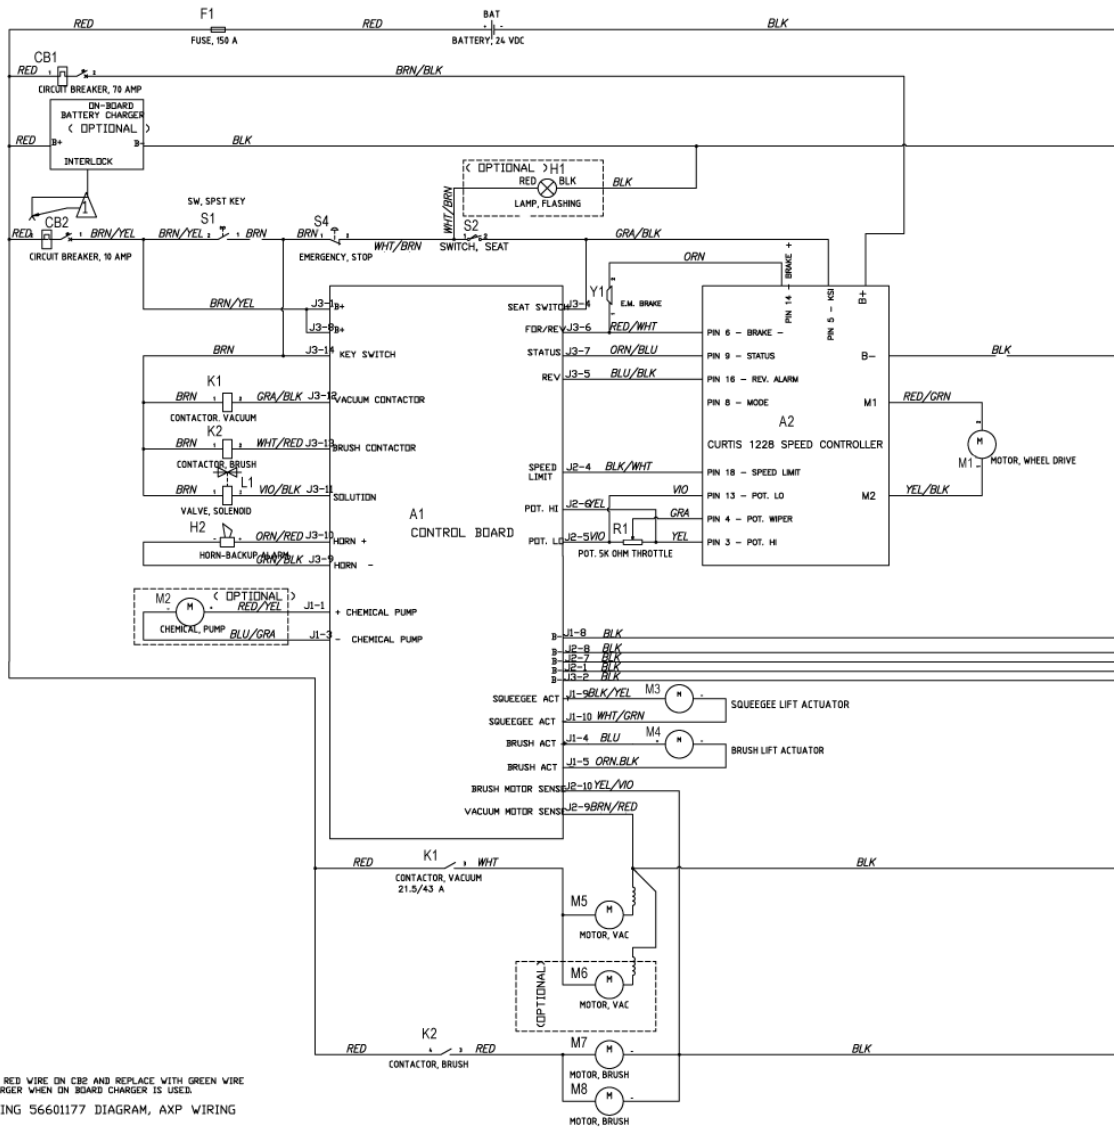 F1
BAT
RED
RED
BLK
FUSE, 150 A
BATTERY, 24 VDC
CB1
RED 1 2
BRN/BLK
CIRCUIT BREAKER, 70 AMP
ON-BOARD
BATTERY CHARGER
( OPTIONAL )
RED
B+
B-
BLK
INTERLOCK
1
( OPTIONAL )
H1
RED
BLK
BLK
LAMP, FLASHING
WHT/BRN
SW, SPST KEY
S1
S4
S2
CB2
RED
BRN/YEL
BRN/YEL 2
1 BRN
BRN 1
WHT/BRN
1 2
GRA/BLK
CIRCUIT BREAKER, 10 AMP
EMERGENCY, STOP
SWITCH, SEAT
ORN
PIN 14 - BRAKE +
PIN 5 - KSI
B+
Y1
E.M. BRAKE
BRN/YEL
J3-1
B+
J3-8
B+
BRN
J3-14
KEY SWITCH
SEAT SWITCH
J3-4
FOR/REV
J3-6
RED/WHT
PIN 6 - BRAKE -
STATUS
J3-7
ORN/BLU
PIN 9 - STATUS
B-
BLK
REV
J3-5
BLU/BLK
PIN 16 - REV. ALARM
K1
BRN 1
2 GRA/BLK
J3-12
VACUUM CONTACTOR
CONTACTOR. VACUUM
PIN 8 - MODE
M1
RED/GRN
A2
CURTIS 1228 SPEED CONTROLLER
M
M1
MOTOR, WHEEL DRIVE
K2
BRN 1
2 WHT/RED
J3-13
BRUSH CONTACTOR
CONTACTOR, BRUSH
SPEED
LIMIT
J2-4
BLK/WHT
PIN 18 - SPEED LIMIT
L1
BRN 1
2 VIO/BLK
J3-11
SOLUTION
VALVE, SOLENOID
VIO
PIN 13 - POT. LO
M2
YEL/BLK
A1
CONTROL BOARD
POT. HI
J2-6
YEL
GRA
PIN 4 - POT. WIPER
H2
ORN/RED
J3-10
HORN +
HORN-BACKUP ALARM
GRN/BLK
J3-9
HORN -
POT. LO
J2-5
VIO
R1
YEL
PIN 3 - POT. HI
POT. 5K OHM THROTTLE
( OPTIONAL )
M2
M
RED/YEL
J1-1
+ CHEMICAL PUMP
CHEMICAL, PUMP
BLU/GRA
J1-3
- CHEMICAL PUMP
B-
J1-8
BLK
B-
J2-8
BLK
B-
J2-7
BLK
B-
J2-1
BLK
B-
J3-2
BLK
SQUEEGEE ACT
J1-9
BLK/YEL
M3
M
SQUEEGEE LIFT ACTUATOR
SQUEEGEE ACT
J1-10
WHT/GRN
BRUSH ACT
J1-4
BLU
M4
M
BRUSH LIFT ACTUATOR
BRUSH ACT
J1-5
ORN.BLK
BRUSH MOTOR SENSE
J2-10
YEL/VIO
VACUUM MOTOR SENSE
J2-9
BRN/RED
K1
RED
WHT
BLK
CONTACTOR, VACUUM
21.5/43 A
M5
M
MOTOR, VAC
(OPTIONAL)
M6
M
MOTOR, VAC
K2
RED
RED
BLK
CONTACTOR, BRUSH
M7
M
MOTOR, BRUSH
M8
M
MOTOR, BRUSH
RED WIRE ON CB2 AND REPLACE WITH GREEN WIRE
RGER WHEN ON BOARD CHARGER IS USED.
ING 56601177 DIAGRAM, AXP WIRING